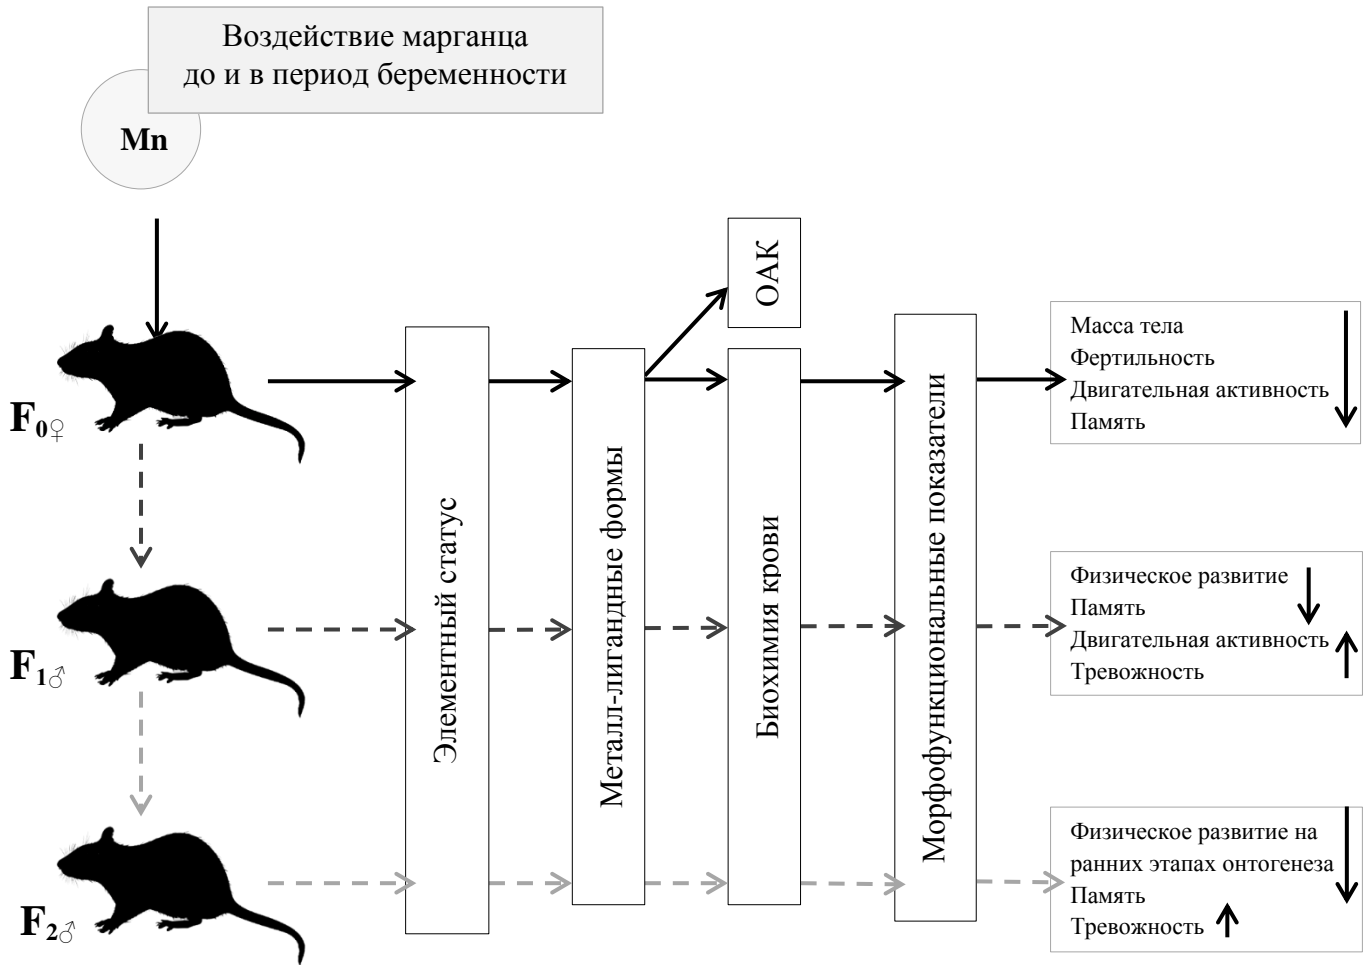 Воздействие марганца
до и в период беременности
Mn
F0♀
F1♂
F2♂
Элементный статус
Металл-лигандные формы
ОАК
Биохимия крови
Морфофункциональные показатели
Масса тела
Фертильность
Двигательная активность
Память
Физическое развитие
Память
Двигательная активность
Тревожность
Физическое развитие на
ранних этапах онтогенеза
Память
Тревожность